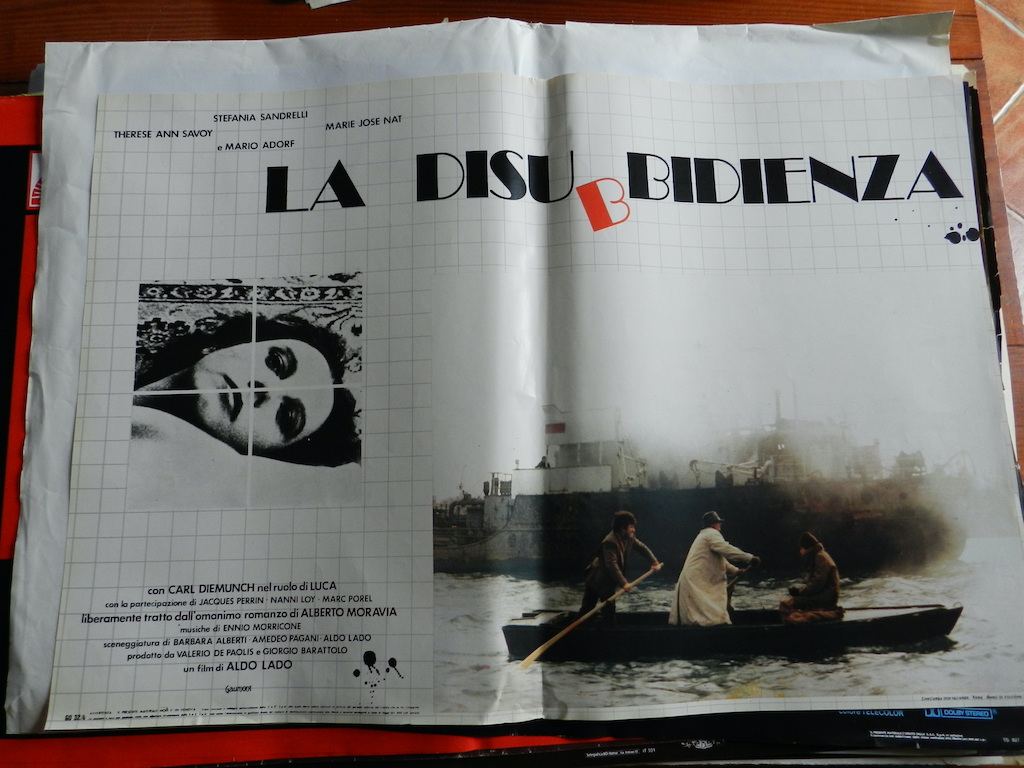 STEFANIA SANDRELLI
THERESE ANN SAVOY
MARIE JOSE NAT
e MARIO ADORF
LA DISUBBIDIENZA
con CARL DIEMUNCH nel ruolo di LUCA
con la partecipazione di JACQUES PERRIN · NANNI LOY · MARC POREL
liberamente tratto dall'omonimo romanzo di ALBERTO MORAVIA
musiche di ENNIO MORRICONE
sceneggiatura di BARBARA ALBERTI · AMEDEO PAGANI · ALDO LADO
prodotto da VALERIO DE PAOLIS e GIORGIO BARATTOLO
un film di ALDO LADO
GAUMONT
TELECOLOR
DOLBY STEREO